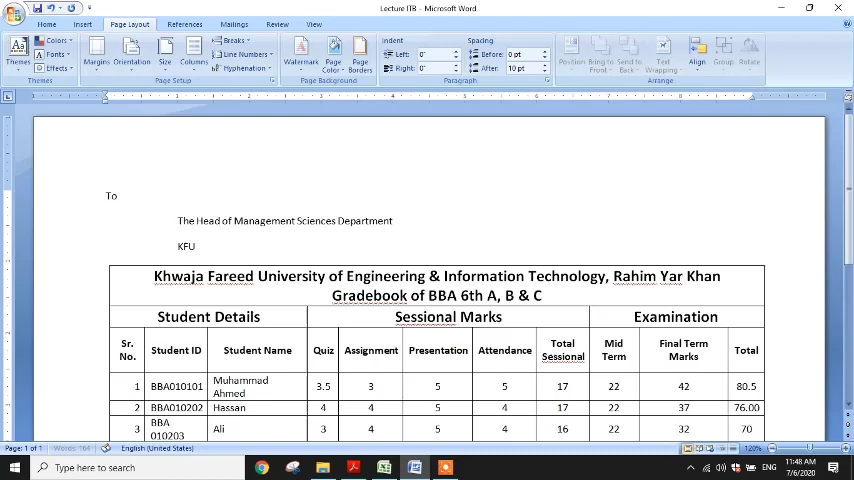 Lecture ITB - Microsoft Word
Home Insert Page Layout References Mailings Review View
Themes
Colors
Fonts
Effects
Themes
Margins Orientation Size Columns
Breaks
Line Numbers
Hyphenation
Page Setup
Watermark Page Color Page Borders
Page Background
Indent
Left: 0"
Right: 0"
Spacing
Before: 0 pt
After: 10 pt
Paragraph
Position Bring to Front Send to Back Text Wrapping Align Group Rotate
Arrange
To
The Head of Management Sciences Department
KFU
Khwaja Fareed University of Engineering & Information Technology, Rahim Yar Khan
Gradebook of BBA 6th A, B & C
Student Details Sessional Marks Examination
Sr. No. Student ID Student Name Quiz Assignment Presentation Attendance Total Sessional Mid Term Final Term Marks Total
1 BBA010101 Muhammad Ahmed 3.5 3 5 5 17 22 42 80.5
2 BBA010202 Hassan 4 4 5 4 17 22 37 76.00
3 BBA 010203 Ali 3 4 5 4 16 22 32 70
Page: 1 of 1 Words: 164 English (United States) 120%
Type here to search
ENG
11:48 AM
7/6/2020